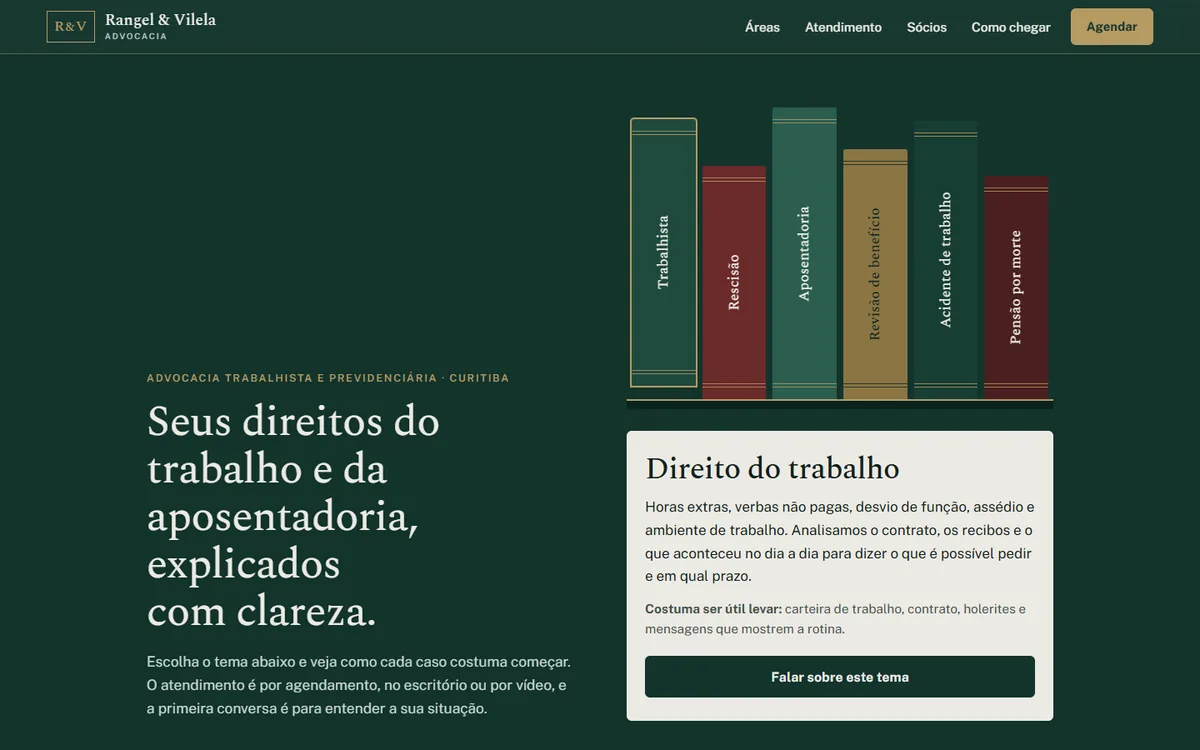 R&V
Rangel & Vilela
ADVOCACIA
Áreas
Atendimento
Sócios
Como chegar
Agendar
ADVOCACIA TRABALHISTA E PREVIDENCIÁRIA · CURITIBA
Seus direitos do
trabalho e da
aposentadoria,
explicados
com clareza.
Escolha o tema abaixo e veja como cada caso costuma começar.
O atendimento é por agendamento, no escritório ou por vídeo, e
a primeira conversa é para entender a sua situação.
Trabalhista
Rescisão
Aposentadoria
Revisão de benefício
Acidente de trabalho
Pensão por morte
Direito do trabalho
Horas extras, verbas não pagas, desvio de função, assédio e
ambiente de trabalho. Analisamos o contrato, os recibos e o
que aconteceu no dia a dia para dizer o que é possível pedir
e em qual prazo.
Costuma ser útil levar: carteira de trabalho, contrato, holerites e
mensagens que mostrem a rotina.
Falar sobre este tema